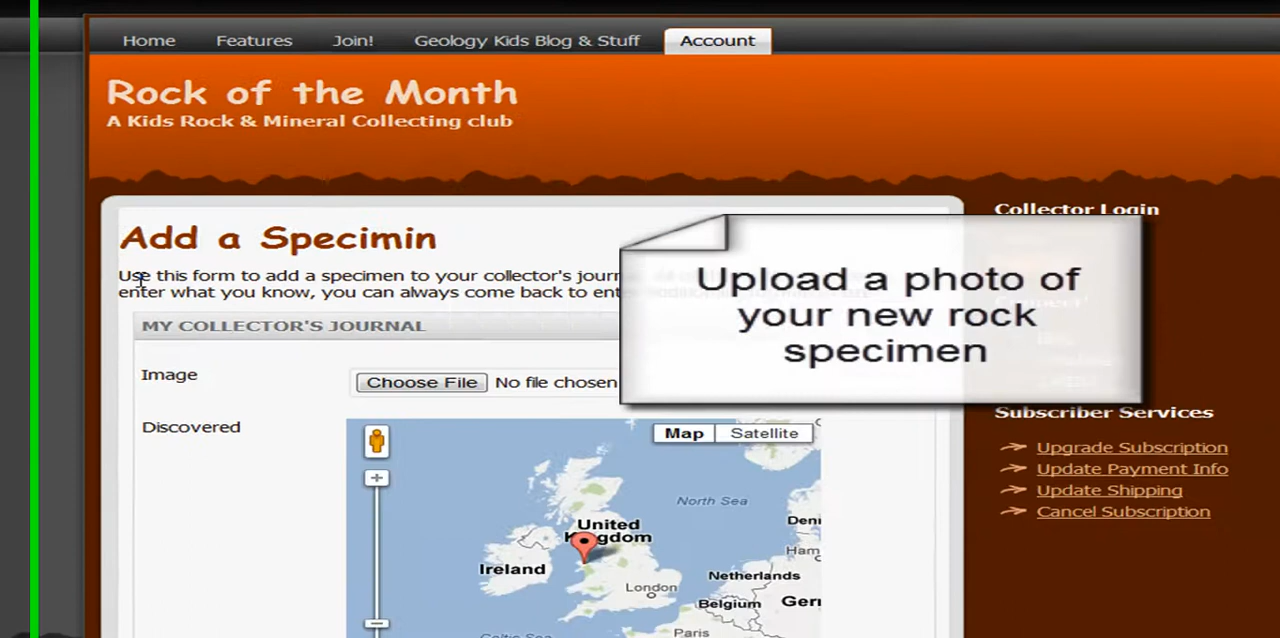 Home Features Join! Geology Kids Blog & Stuff Account
Rock of the Month
A Kids Rock & Mineral Collecting club
Add a Specimin
Use this form to add a specimen to your collector's
enter what you know, you can always come back to
MY COLLECTOR'S JOURNAL
Image
Choose File No file chosen
Discovered
Map Satellite
North Sea
United
Kingdom
Ireland
London
Netherlands
Belgium
Paris
Celtic Sea
Upload a photo of
your new rock
specimen
Collector Login
Subscriber Services
Upgrade Subscription
Update Payment Info
Update Shipping
Cancel Subscription